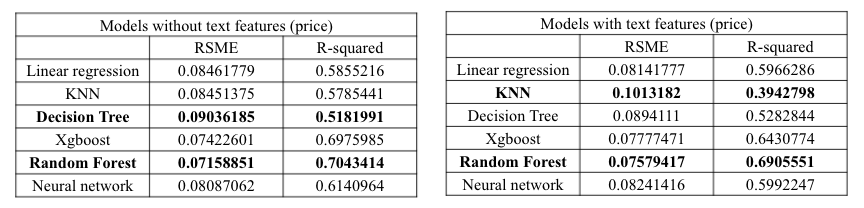 Models without text features (price)
RSME R-squared
Linear regression 0.08461779 0.5855216
KNN 0.08451375 0.5785441
Decision Tree 0.09036185 0.5181991
Xgboost 0.07422601 0.6975985
Random Forest 0.07158851 0.7043414
Neural network 0.08087062 0.6140964
Models with text features (price)
RSME R-squared
Linear regression 0.08141777 0.5966286
KNN 0.1013182 0.3942798
Decision Tree 0.0894111 0.5282844
Xgboost 0.07777471 0.6430774
Random Forest 0.07579417 0.6905551
Neural network 0.08241416 0.5992247